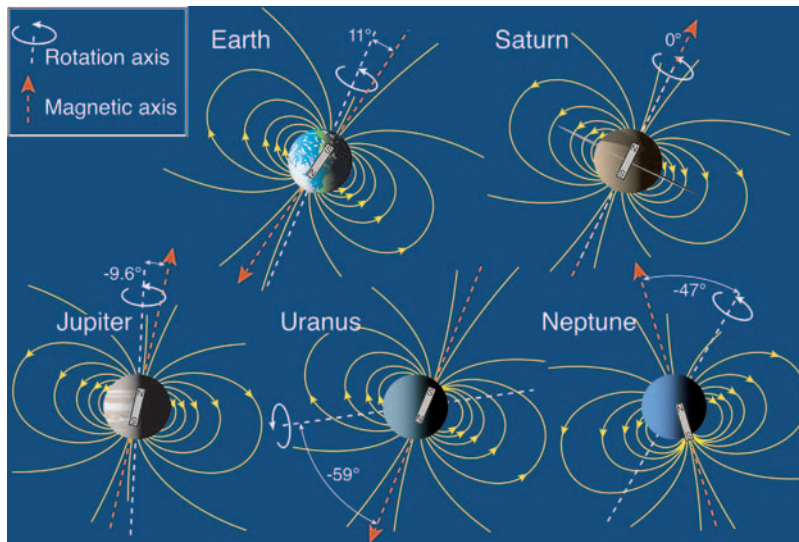 Rotation axis
Magnetic axis
Earth
11°
Saturn
0°
Jupiter
-9.6°
Uranus
-59°
Neptune
-47°